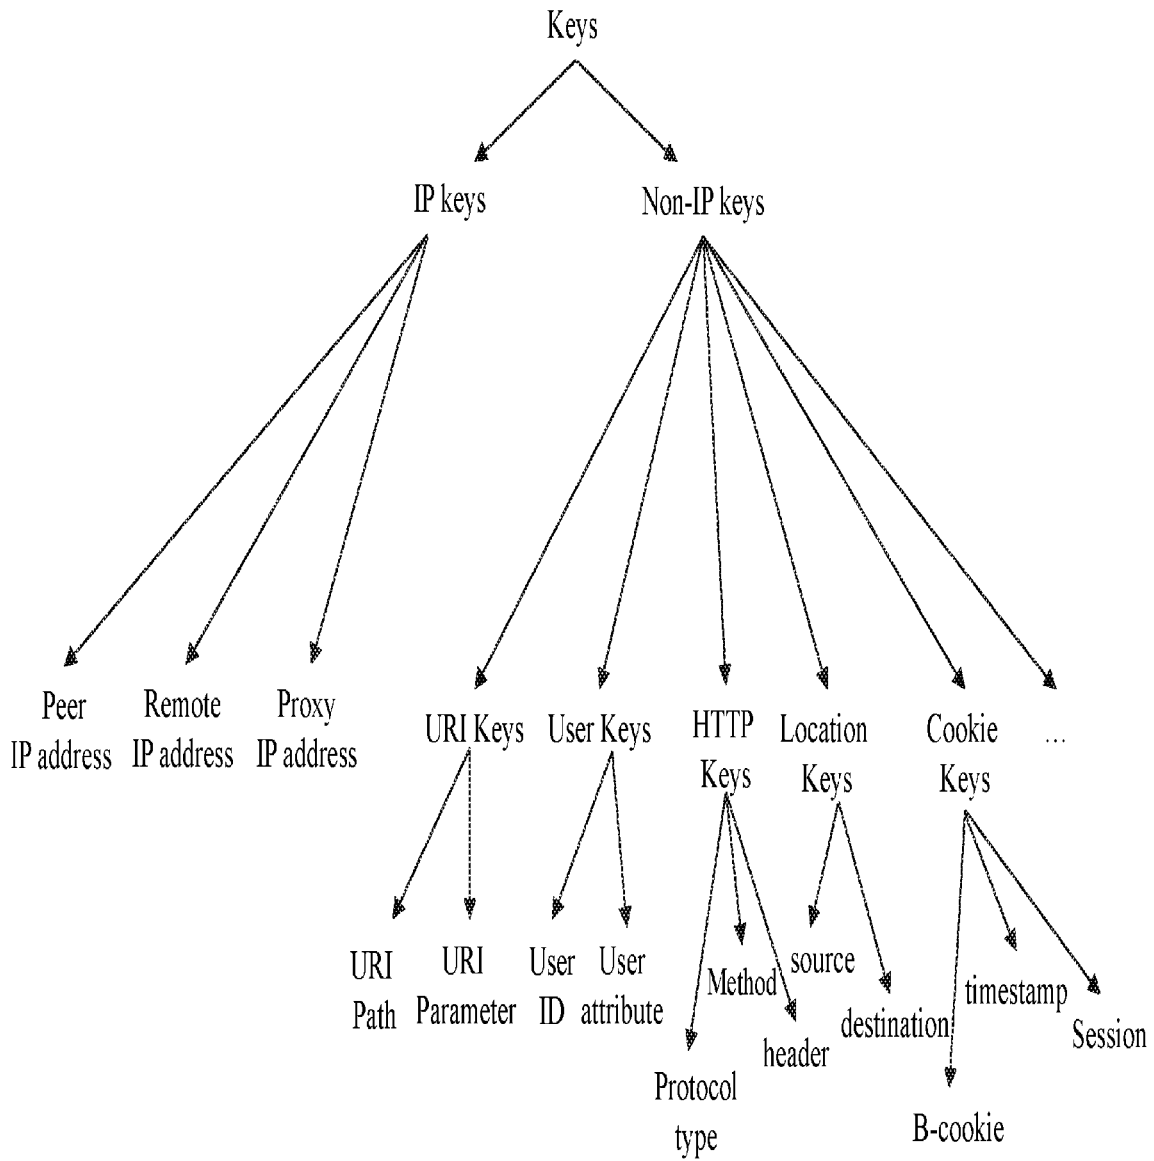 Keys
IP keys
Non-IP keys
Peer
IP address
Remote
IP address
Proxy
IP address
URI Keys
User Keys
HTTP
Keys
Location
Keys
Cookie
Keys
...
URI
Path
URI
Parameter
User
ID
User
attribute
Protocol
type
Method
header
source
destination
B-cookie
timestamp
Session